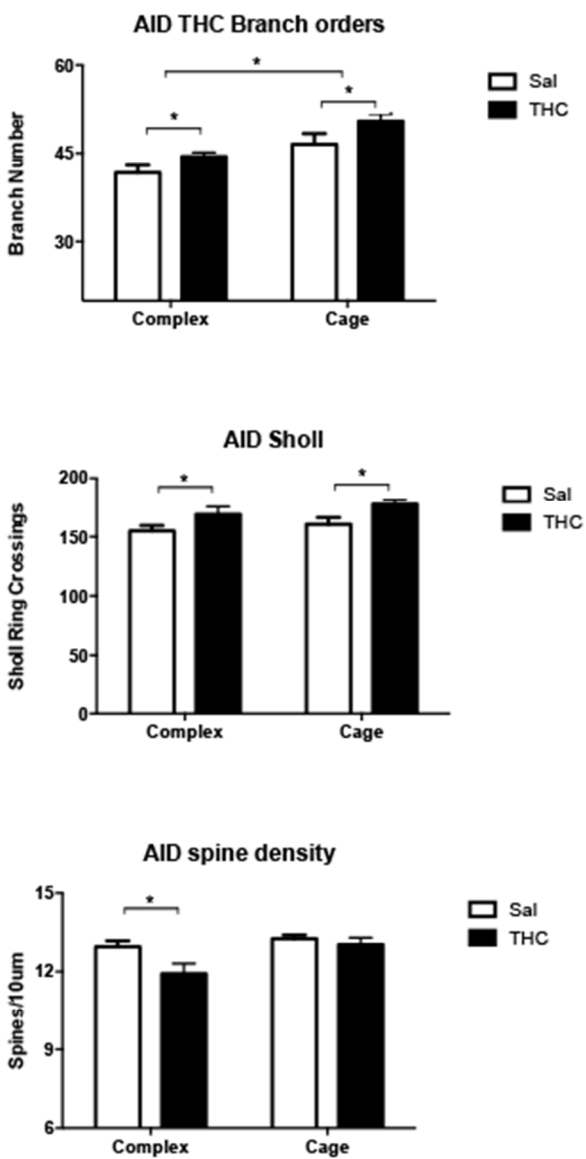 AID THC Branch orders
60
45
30
Branch Number
*
*
*
Sal
THC
Complex
Cage
AID Sholl
200
150
100
50
0
Sholl Ring Crossings
*
*
Sal
THC
Complex
Cage
AID spine density
15
12
9
6
Spines/10um
*
Sal
THC
Complex
Cage